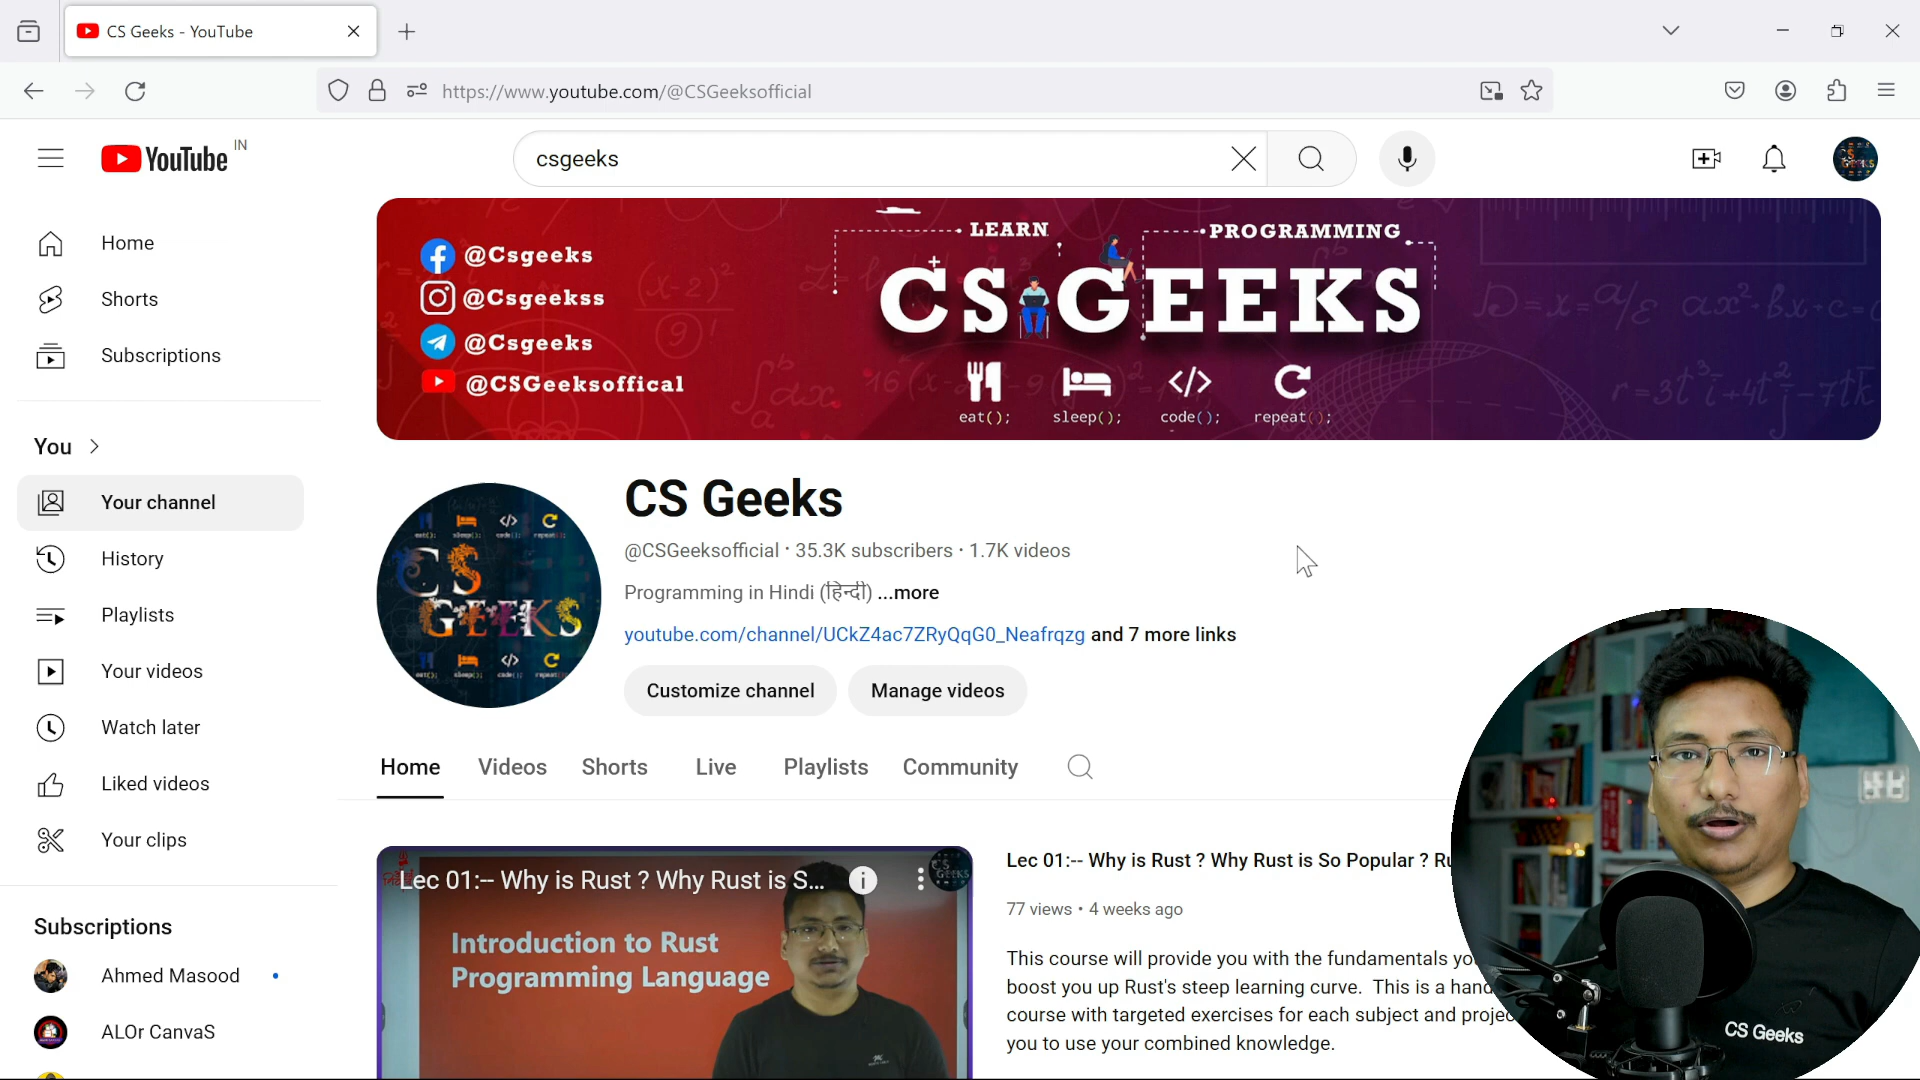 CS Geeks - YouTube
https://www.youtube.com/@CSGeeksofficial
YouTube IN
csgeeks
Home
Shorts
Subscriptions
You
Your channel
History
Playlists
Your videos
Watch later
Liked videos
Your clips
Subscriptions
Ahmed Masood
ALOr CanvaS
@Csgeeks
@Csgeekss
@Csgeeks
@CSGeeksoffical
LEARN PROGRAMMING
CS GEEKS
eat(); sleep(); code(); repeat();
CS Geeks
@CSGeeksofficial · 35.3K subscribers · 1.7K videos
Programming in Hindi (हिन्दी) ...more
youtube.com/channel/UCkZ4ac7ZRyQqG0_Neafrqzg and 7 more links
Customize channel Manage videos
Home Videos Shorts Live Playlists Community
Lec 01:-- Why is Rust ? Why Rust is S...
Introduction to Rust
Programming Language
Lec 01:-- Why is Rust ? Why Rust is So Popular ?
77 views • 4 weeks ago
This course will provide you with the fundamentals
boost you up Rust's steep learning curve. This is a
course with targeted exercises for each subject and
you to use your combined knowledge.
CS Geeks